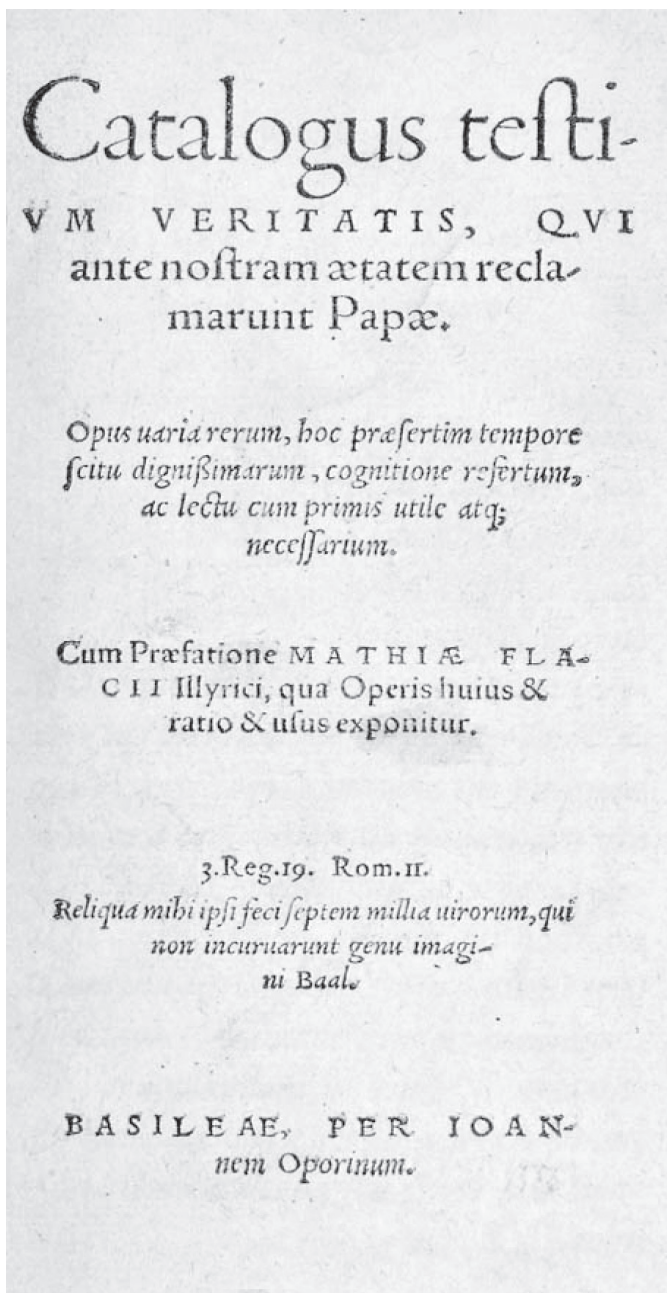 Catalogus teſti-
VM VERITATIS, QVI
ante noſtram ætatem recla-
marunt Papæ.
Opus uaria rerum, hoc præſertim tempore
ſcitu digniſſimarum, cognitione refertum,
ac lectu cum primis utile atq;
neceſſarium.
Cum Præfatione MATHIÆ FLA-
CII Illyrici, qua Operis huius &
ratio & uſus exponitur.
3.Reg.19. Rom.11.
Reliqua mihi ipſi feci ſeptem millia uirorum, qui
non incuruarunt genu imagi-
ni Baal.
BASILEAE, PER IOAN-
nem Oporinum.